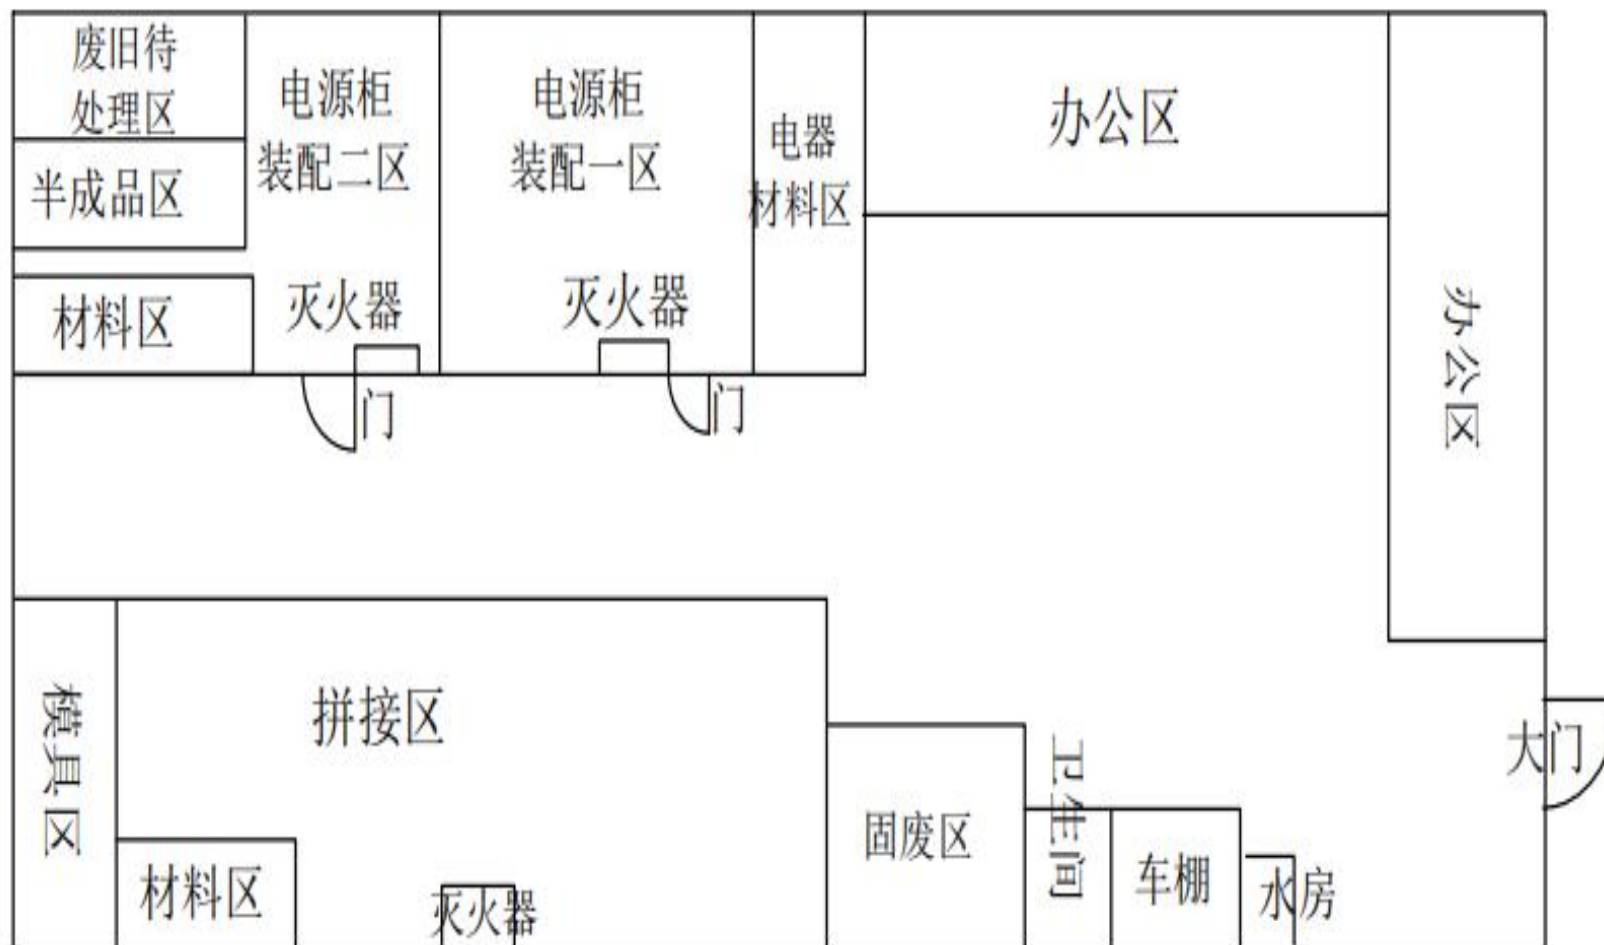 废旧待
处理区
半成品区
材料区
电源柜
装配二区
灭火器
门
电源柜
装配一区
灭火器
门
电器
材料区
办公区
办公区
模具区
拼接区
材料区
灭火器
固废区
卫生间
车棚
水房
大门